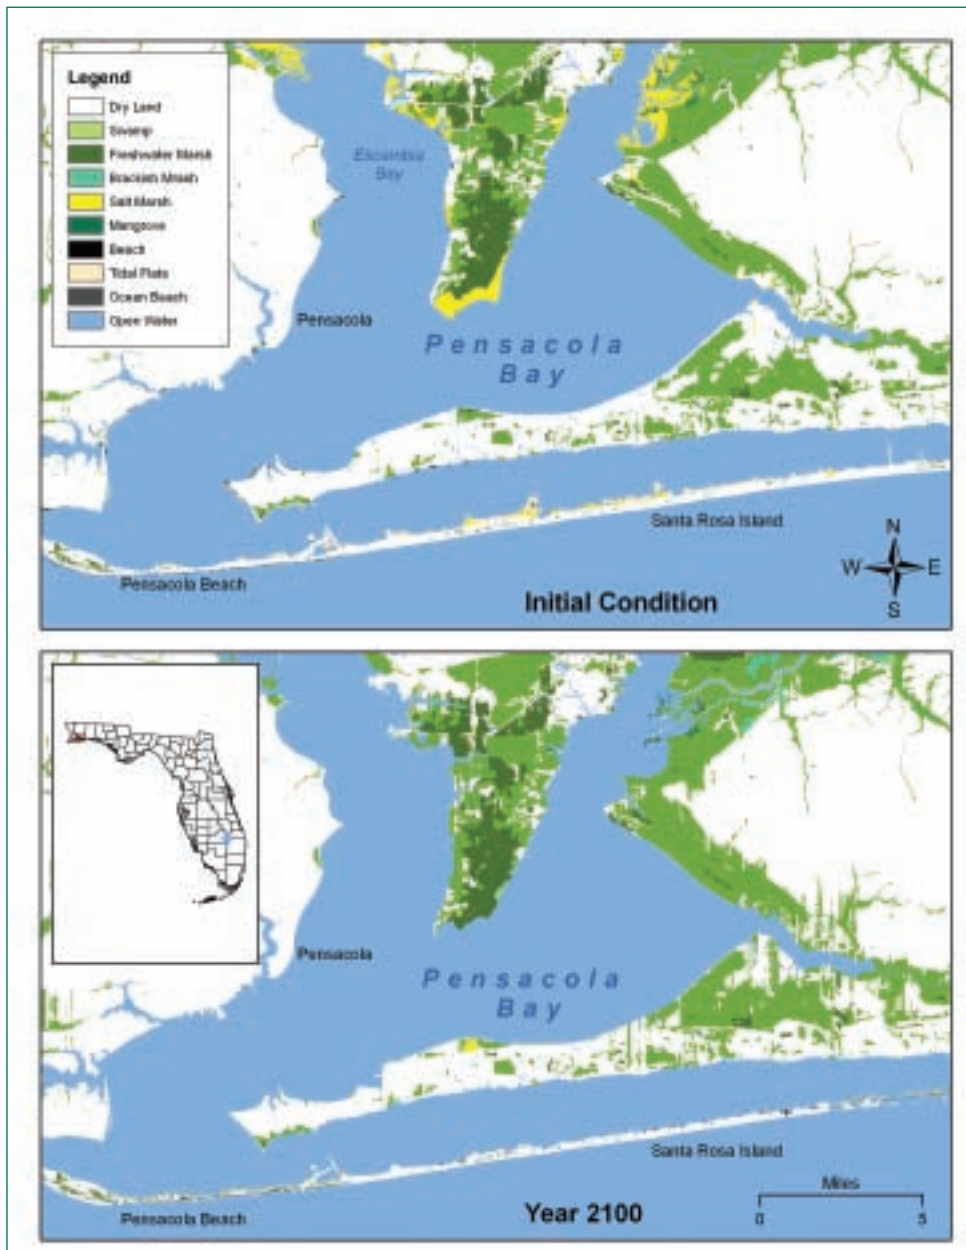 Legend
Dry Land
Swamp
Freshwater Marsh
Brackish Marsh
Salt Marsh
Mangrove
Beach
Tidal Flats
Ocean Beach
Open Water
Escambia
Bay
Pensacola
Pensacola
Bay
Santa Rosa Island
Pensacola Beach
Initial Condition
N
W
E
S
Pensacola
Pensacola
Bay
Santa Rosa Island
Pensacola Beach
Year 2100
Miles
0
5